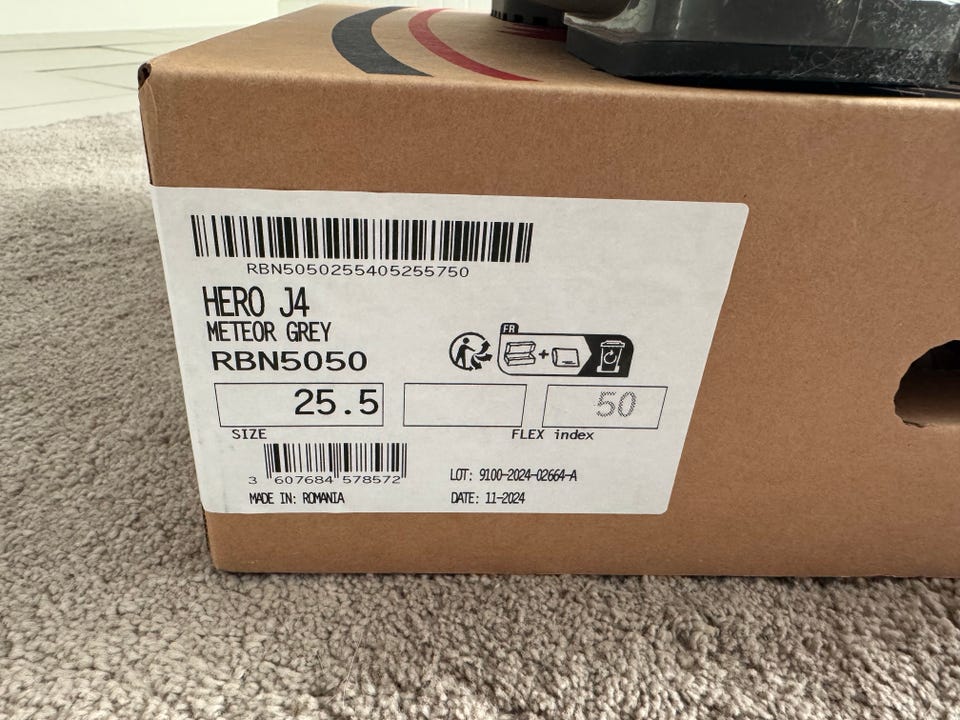 RBN5050255405255750
HERO J4
METEOR GREY
RBN5050
FR
+
25.5
50
SIZE
FLEX index
3 607684 578572
LOT: 9100-2024-02664-A
MADE IN: ROMANIA
DATE: 11-2024